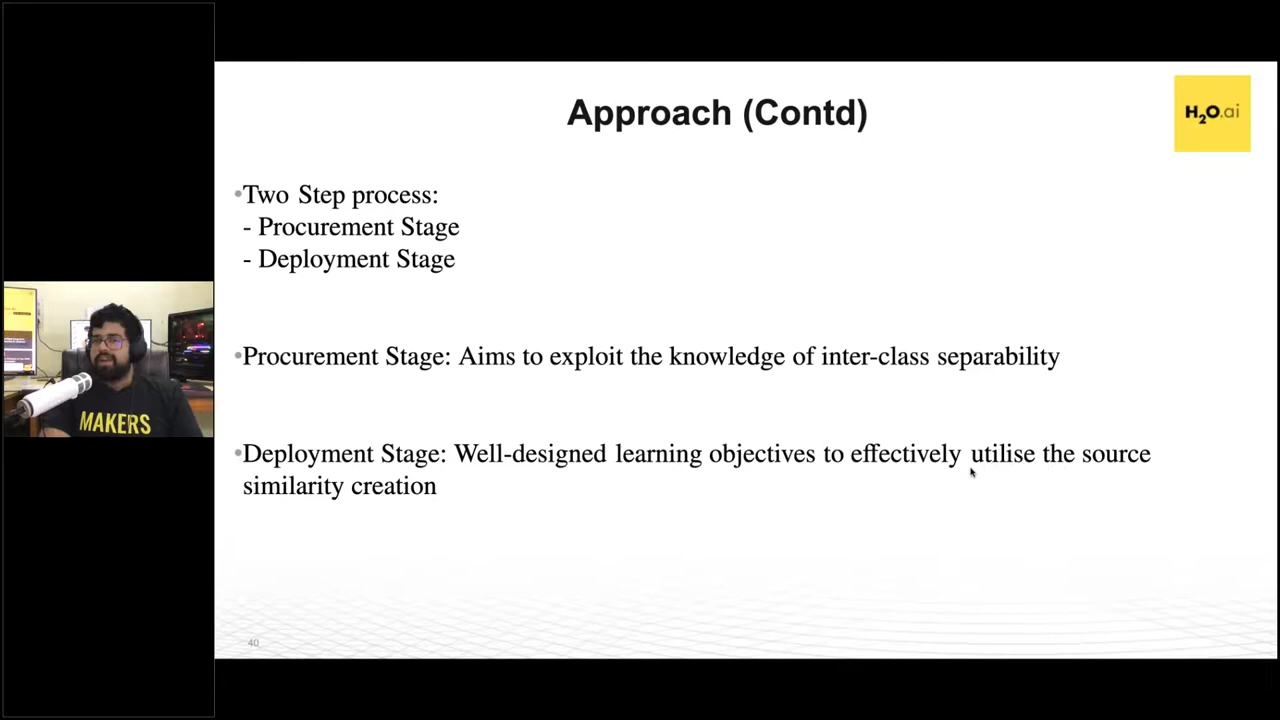 Approach (Contd)
H2O.ai
•Two Step process:
- Procurement Stage
- Deployment Stage
•Procurement Stage: Aims to exploit the knowledge of inter-class separability
•Deployment Stage: Well-designed learning objectives to effectively utilise the source
similarity creation
MAKERS
40